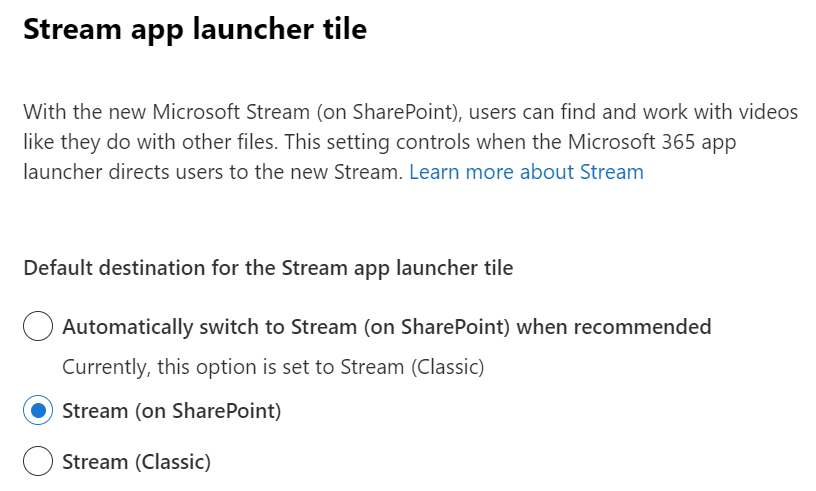 Stream app launcher tile
With the new Microsoft Stream (on SharePoint), users can find and work with videos
like they do with other files. This setting controls when the Microsoft 365 app
launcher directs users to the new Stream. Learn more about Stream
Default destination for the Stream app launcher tile
Automatically switch to Stream (on SharePoint) when recommended
Currently, this option is set to Stream (Classic)
Stream (on SharePoint)
Stream (Classic)